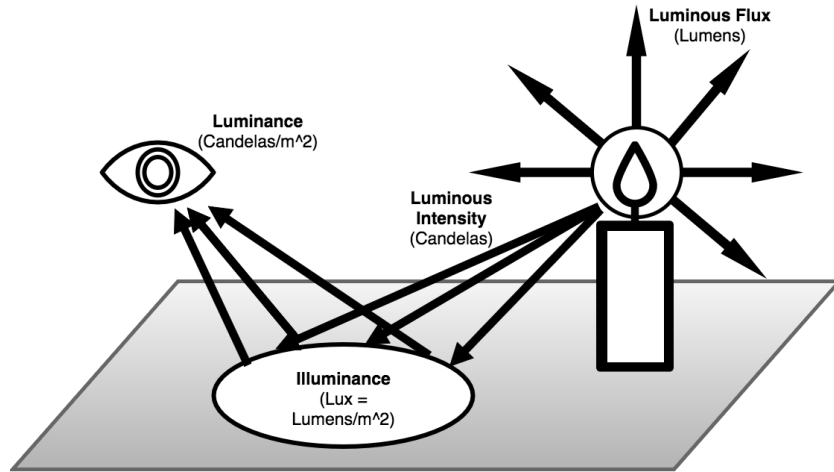 Luminous Flux
(Lumens)
Luminance
(Candelas/m^2)
Luminous
Intensity
(Candelas)
Illuminance
(Lux =
Lumens/m^2)